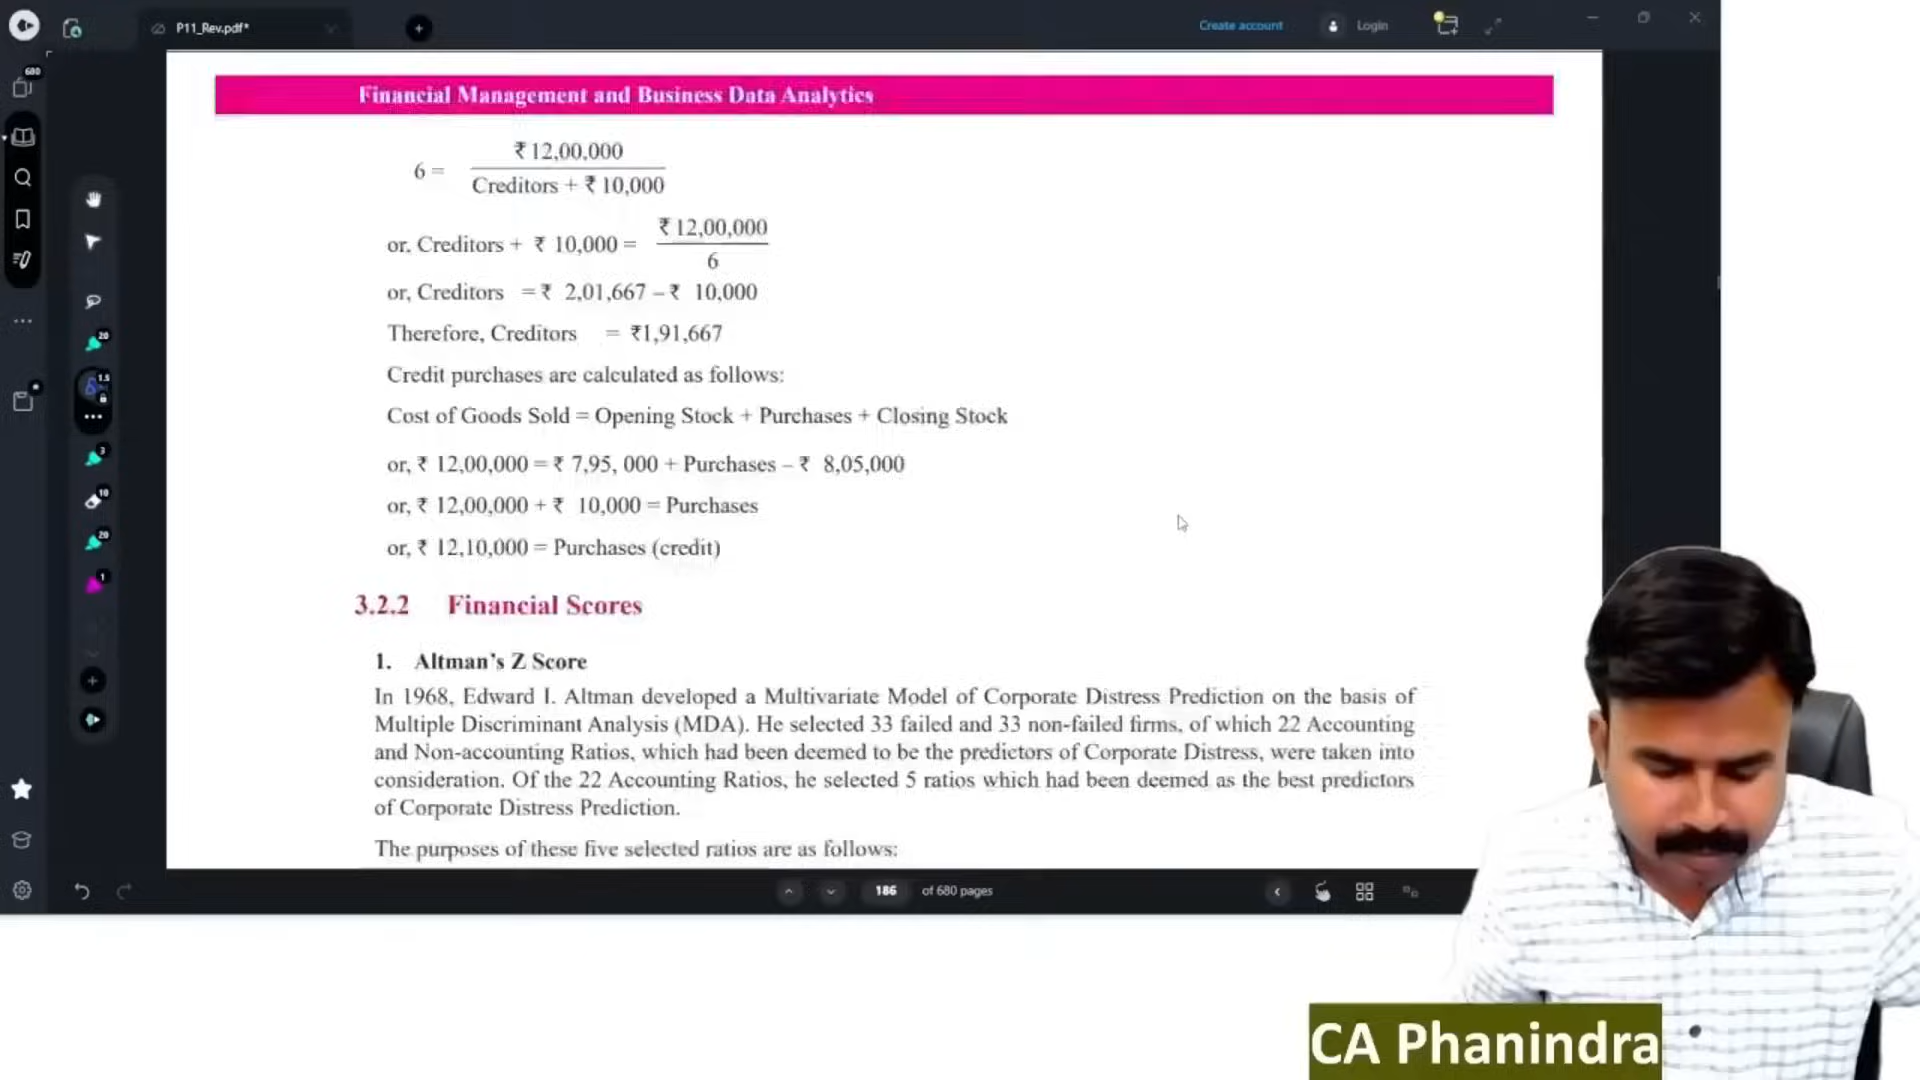 P11_Rev.pdf*
+
Create account
Login
680
Financial Management and Business Data Analytics
6 = ₹ 12,00,000
Creditors + ₹ 10,000
or, Creditors + ₹ 10,000 = ₹ 12,00,000
6
or, Creditors = ₹ 2,01,667 – ₹ 10,000
Therefore, Creditors = ₹1,91,667
Credit purchases are calculated as follows:
Cost of Goods Sold = Opening Stock + Purchases + Closing Stock
or, ₹ 12,00,000 = ₹ 7,95, 000 + Purchases – ₹ 8,05,000
or, ₹ 12,00,000 + ₹ 10,000 = Purchases
or, ₹ 12,10,000 = Purchases (credit)
3.2.2 Financial Scores
1. Altman's Z Score
In 1968, Edward I. Altman developed a Multivariate Model of Corporate Distress Prediction on the basis of
Multiple Discriminant Analysis (MDA). He selected 33 failed and 33 non-failed firms, of which 22 Accounting
and Non-accounting Ratios, which had been deemed to be the predictors of Corporate Distress, were taken into
consideration. Of the 22 Accounting Ratios, he selected 5 ratios which had been deemed as the best predictors
of Corporate Distress Prediction.
The purposes of these five selected ratios are as follows:
20
1.5
3
10
20
1
186 of 680 pages
CA Phanindra